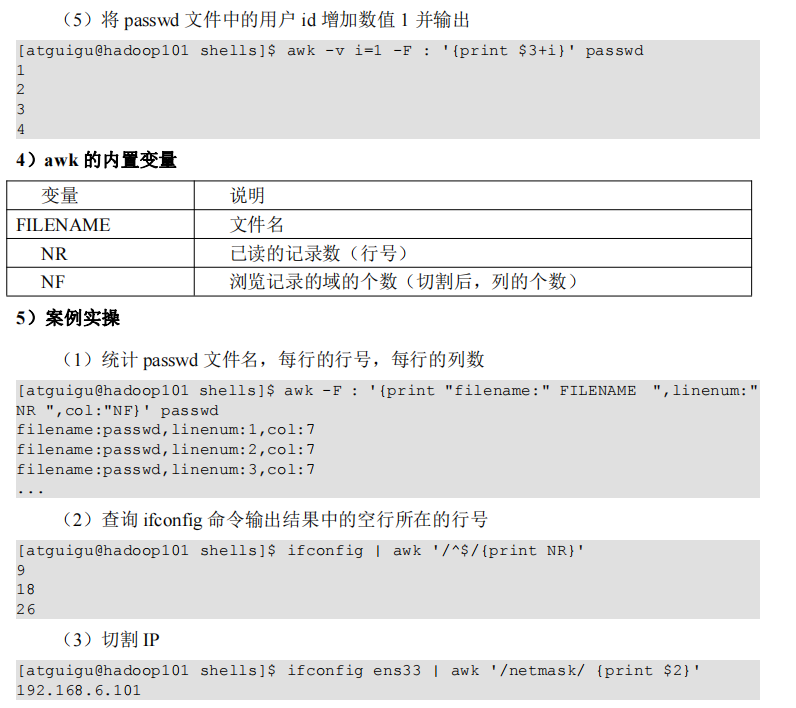 （5）将 passwd 文件中的用户 id 增加数值 1 并输出
[atguigu@hadoop101 shells]$ awk -v i=1 -F : '{print $3+i}' passwd
1
2
3
4
4）awk 的内置变量
变量 说明
FILENAME 文件名
NR 已读的记录数（行号）
NF 浏览记录的域的个数（切割后，列的个数）
5）案例实操
（1）统计 passwd 文件名，每行的行号，每行的列数
[atguigu@hadoop101 shells]$ awk -F : '{print "filename:" FILENAME ",linenum:"
NR ",col:"NF}' passwd
filename:passwd,linenum:1,col:7
filename:passwd,linenum:2,col:7
filename:passwd,linenum:3,col:7
...
（2）查询 ifconfig 命令输出结果中的空行所在的行号
[atguigu@hadoop101 shells]$ ifconfig | awk '/^$/{print NR}'
9
18
26
（3）切割 IP
[atguigu@hadoop101 shells]$ ifconfig ens33 | awk '/netmask/ {print $2}'
192.168.6.101